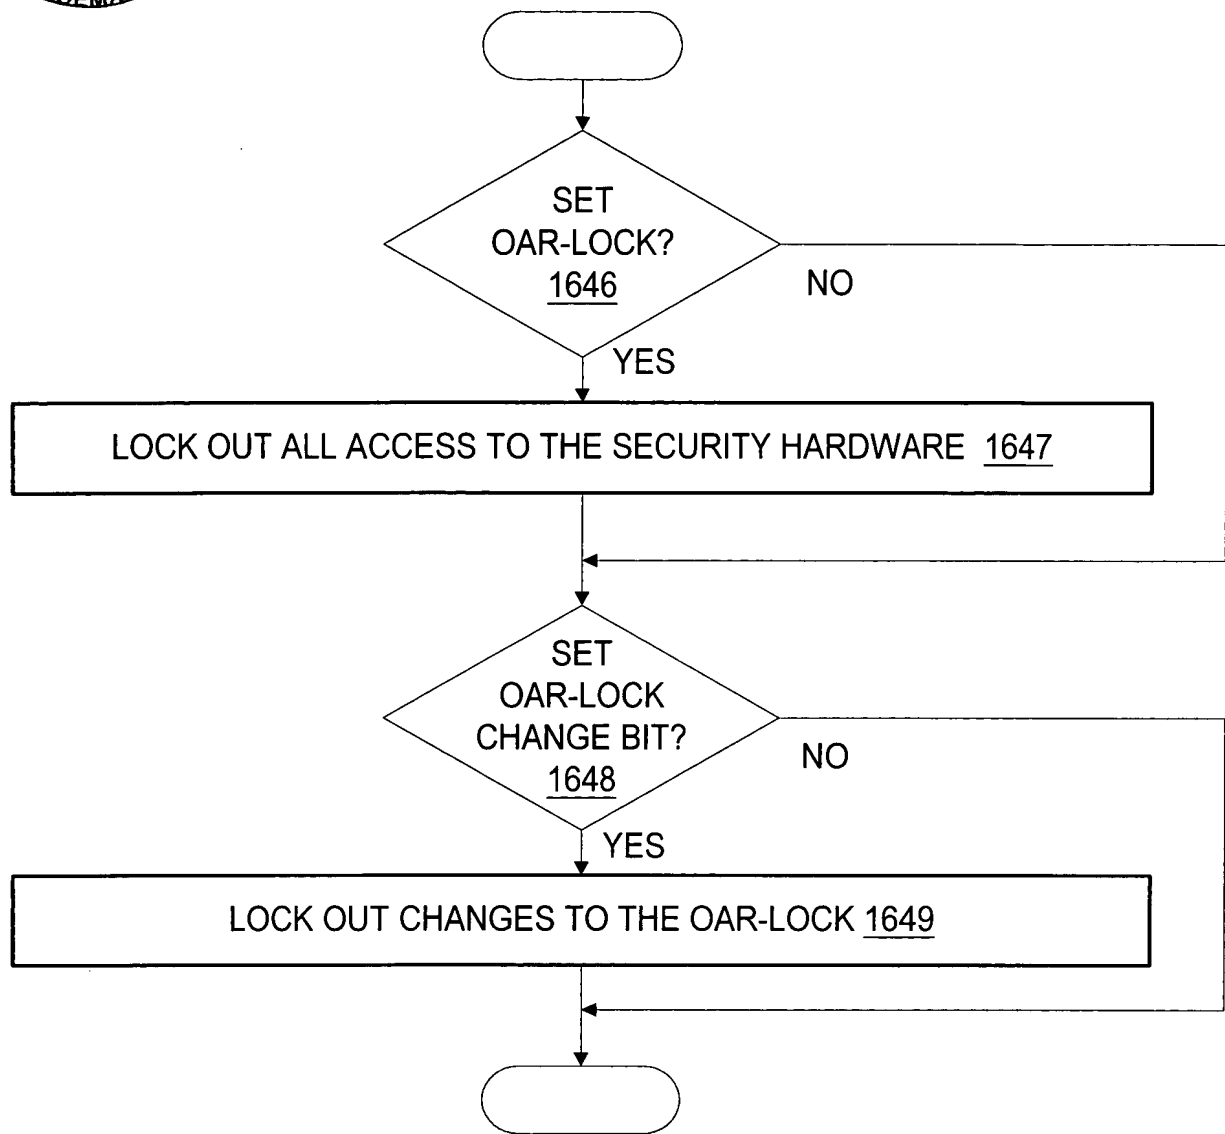 SET
OAR-LOCK?
1646
NO
YES
LOCK OUT ALL ACCESS TO THE SECURITY HARDWARE 1647
SET
OAR-LOCK
CHANGE BIT?
1648
NO
YES
LOCK OUT CHANGES TO THE OAR-LOCK 1649